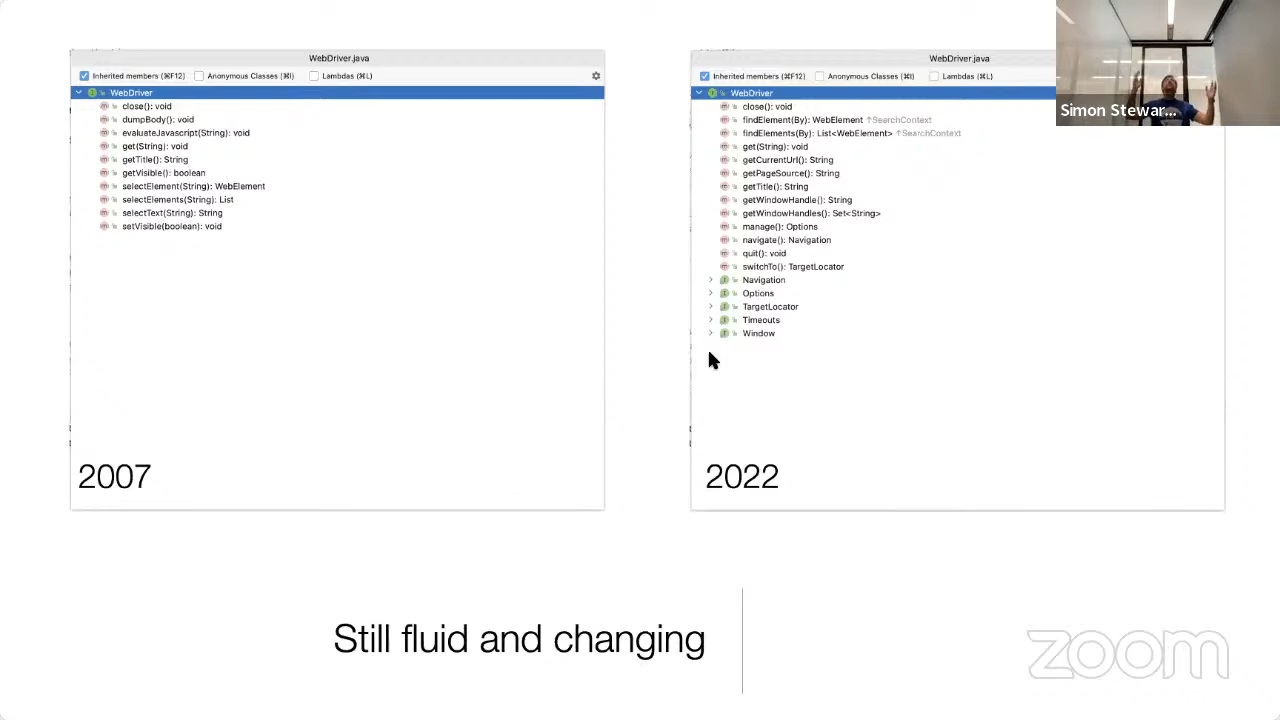 WebDriver.java
Inherited members (⌘F12) Anonymous Classes (⌘I) Lambdas (⌘L)
WebDriver
close(): void
dumpBody(): void
evaluateJavascript(String): void
get(String): void
getTitle(): String
getVisible(): boolean
selectElement(String): WebElement
selectElements(String): List
selectText(String): String
setVisible(boolean): void
2007
WebDriver.java
Inherited members (⌘F12) Anonymous Classes (⌘I) Lambdas (⌘L)
WebDriver
close(): void
findElement(By): WebElement ↑SearchContext
findElements(By): List<WebElement> ↑SearchContext
get(String): void
getCurrentUrl(): String
getPageSource(): String
getTitle(): String
getWindowHandle(): String
getWindowHandles(): Set<String>
manage(): Options
navigate(): Navigation
quit(): void
switchTo(): TargetLocator
Navigation
Options
TargetLocator
Timeouts
Window
2022
Simon Stewar...
Still fluid and changing
zoom